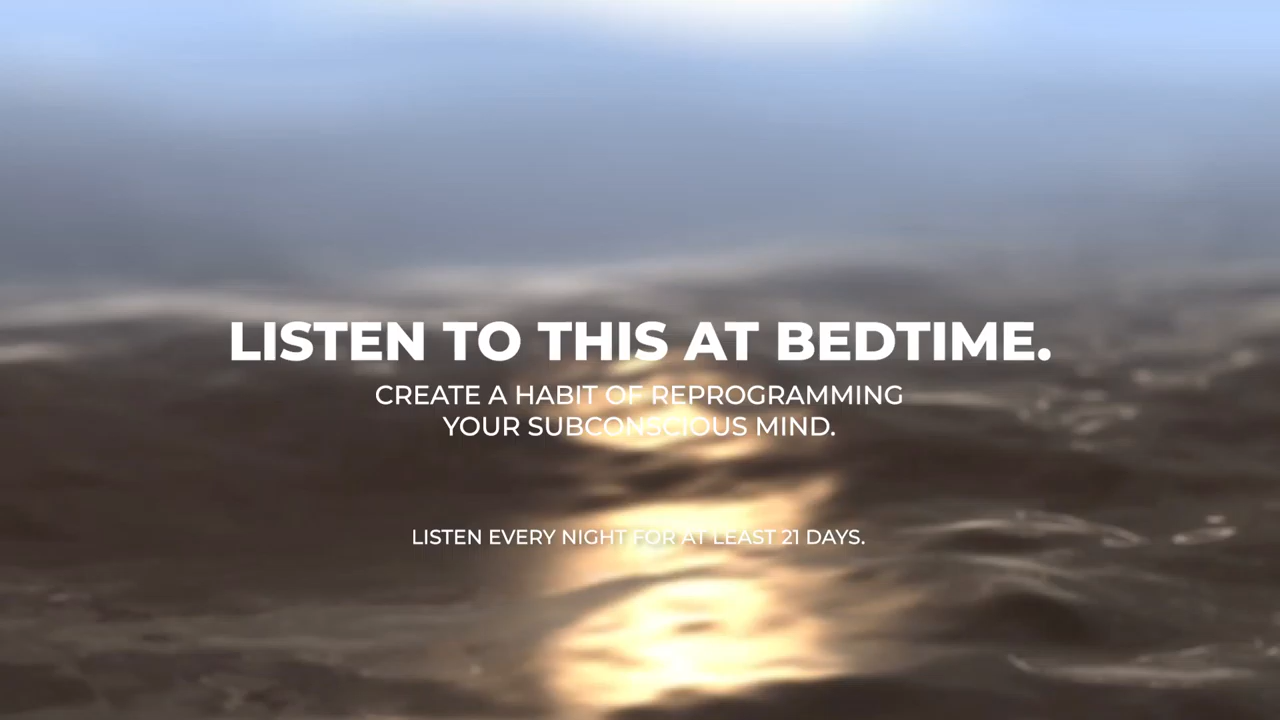 LISTEN TO THIS AT BEDTIME.
CREATE A HABIT OF REPROGRAMMING
YOUR SUBCONSCIOUS MIND.
LISTEN EVERY NIGHT FOR AT LEAST 21 DAYS.